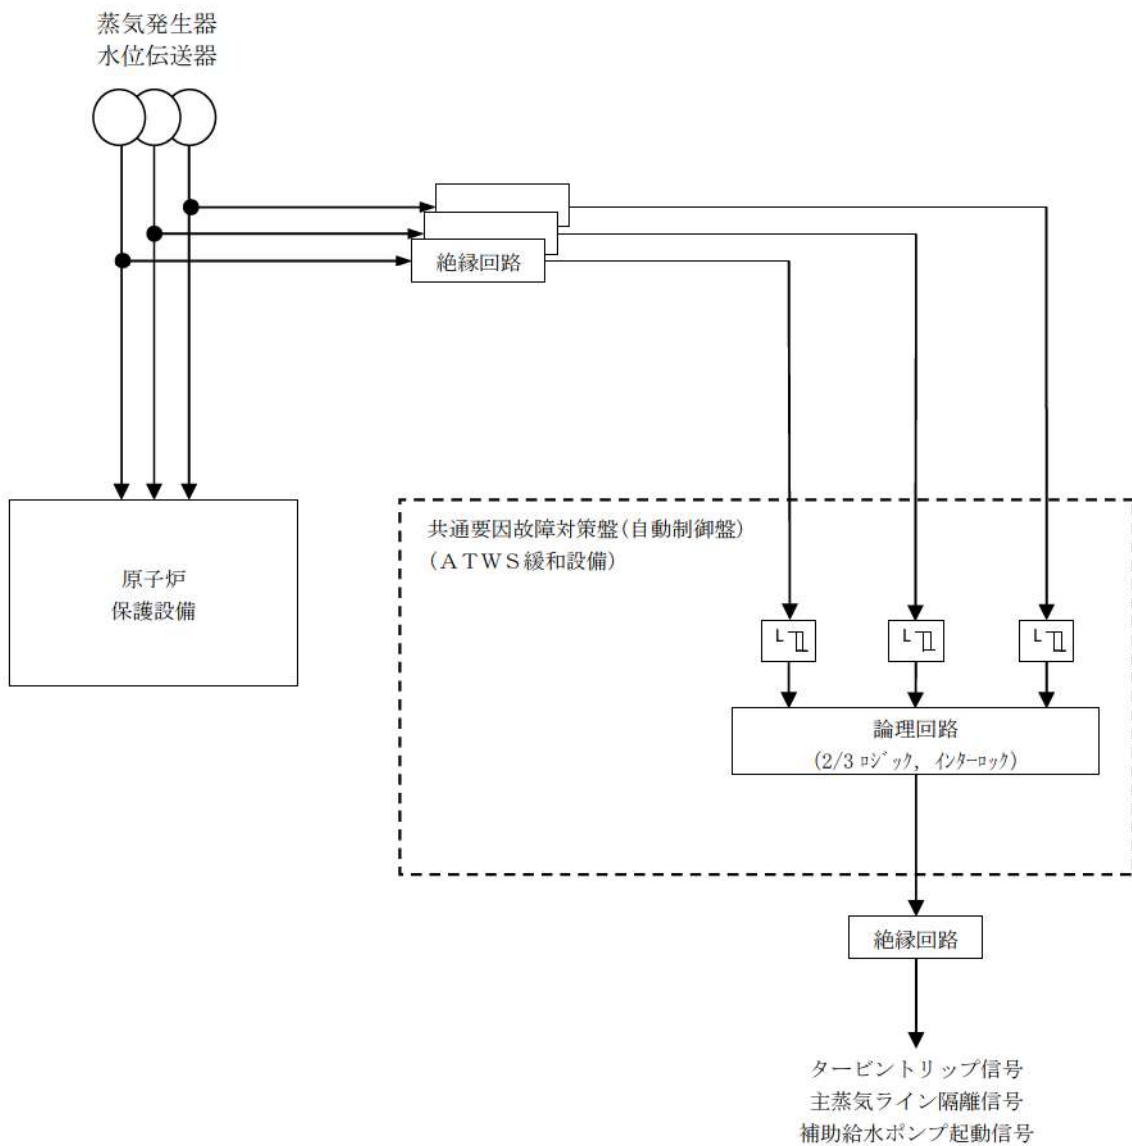 蒸気発生器
水位伝送器
絶縁回路
共通要因故障対策盤(自動制御盤)
(ATWS緩和設備)
原子炉
保護設備
L
L
L
論理回路
(2/3 ﾛｼﾞｯｸ, ｲﾝﾀｰﾛｯｸ)
絶縁回路
タービントリップ信号
主蒸気ライン隔離信号
補助給水ポンプ起動信号